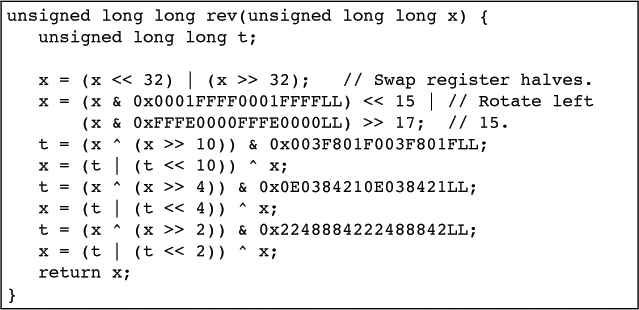 unsigned long long rev(unsigned long long x) {
   unsigned long long t;

   x = (x << 32) | (x >> 32);   // Swap register halves.
   x = (x & 0x0001FFFF0001FFFFLL) << 15 | // Rotate left
       (x & 0xFFFE0000FFFE0000LL) >> 17;  // 15.
   t = (x ^ (x >> 10)) & 0x003F801F003F801FLL;
   x = (t | (t << 10)) ^ x;
   t = (x ^ (x >> 4)) & 0x0E0384210E038421LL;
   x = (t | (t << 4)) ^ x;
   t = (x ^ (x >> 2)) & 0x2248884222488842LL;
   x = (t | (t << 2)) ^ x;
   return x;
}